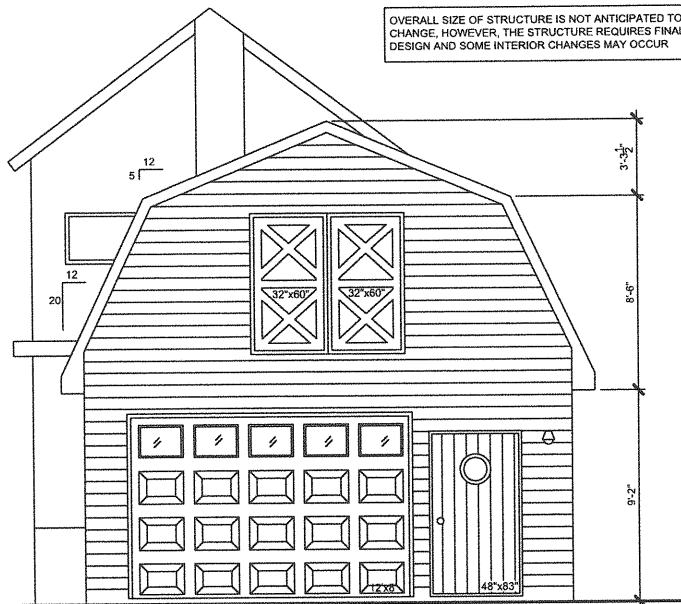 OVERALL SIZE OF STRUCTURE IS NOT ANTICIPATED TO
CHANGE, HOWEVER, THE STRUCTURE REQUIRES FINAL
DESIGN AND SOME INTERIOR CHANGES MAY OCCUR
3'-3½"
12
5
12
20
32"x60"
32"x60"
8'-6"
9'-2"
12'x8'
48"x83"